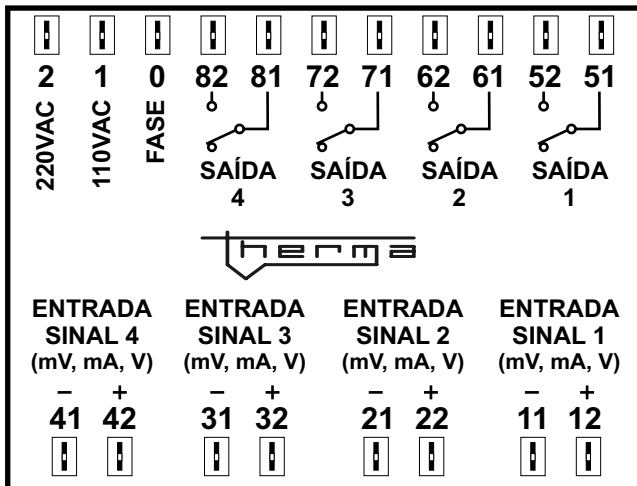 2 1 0 82 81 72 71 62 61 52 51
220VAC 110VAC FASE
SAÍDA SAÍDA SAÍDA SAÍDA
4 3 2 1
therma
ENTRADA ENTRADA ENTRADA ENTRADA
SINAL 4 SINAL 3 SINAL 2 SINAL 1
(mV, mA, V) (mV, mA, V) (mV, mA, V) (mV, mA, V)
− + − + − + − +
41 42 31 32 21 22 11 12